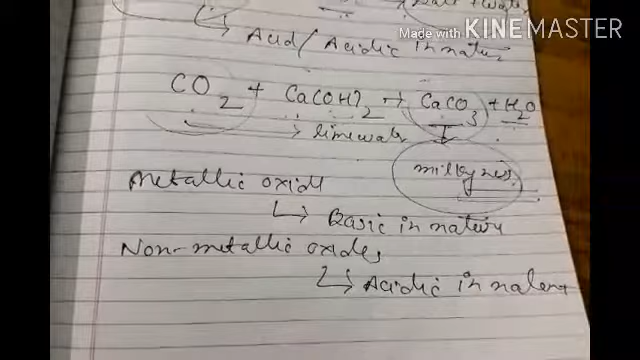 Made with KINEMASTER
Acid/Acidic in nature
CO2 + Ca(OH)2 → CaCO3 + H2O
↳ limewater
milkyness
Metallic oxide
↳ Basic in nature
Non-metallic oxides
↳ Acidic in nature